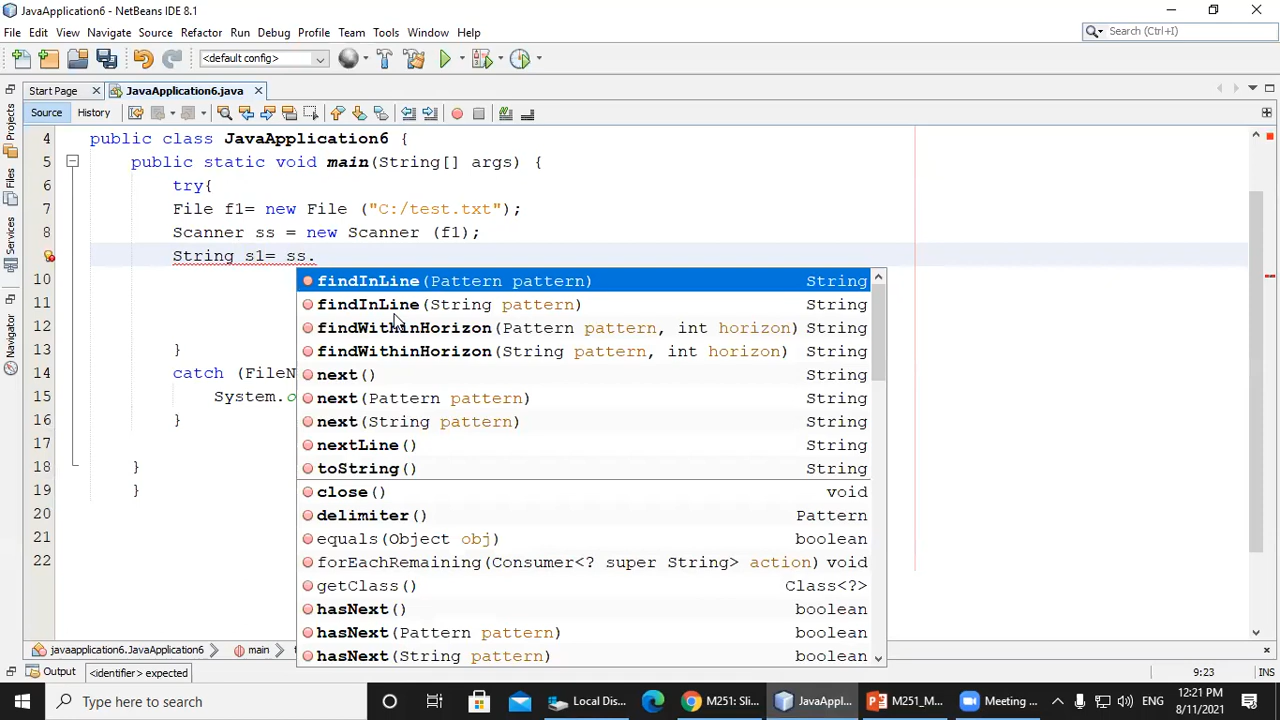 JavaApplication6 - NetBeans IDE 8.1
File Edit View Navigate Source Refactor Run Debug Profile Team Tools Window Help
Search (Ctrl+I)
<default config>
Start Page
JavaApplication6.java
Source History
Projects
Files
Services
Navigator
4 public class JavaApplication6 {
5 public static void main(String[] args) {
6 try{
7 File f1= new File ("C:/test.txt");
8 Scanner ss = new Scanner (f1);
String s1= ss.
10
11
12
13 }
14 catch (FileN
15 System.o
16 }
17
18 }
19 }
20
21
22
findInLine(Pattern pattern) String
findInLine(String pattern) String
findWithinHorizon(Pattern pattern, int horizon) String
findWithinHorizon(String pattern, int horizon) String
next() String
next(Pattern pattern) String
next(String pattern) String
nextLine() String
toString() String
close() void
delimiter() Pattern
equals(Object obj) boolean
forEachRemaining(Consumer<? super String> action) void
getClass() Class<?>
hasNext() boolean
hasNext(Pattern pattern) boolean
hasNext(String pattern) boolean
javaapplication6.JavaApplication6 main
Output <identifier> expected
9:23 INS
Type here to search
Local Dis...
M251: Sli...
JavaAppl...
M251_M...
Meeting ...
ENG
12:21 PM
8/11/2021